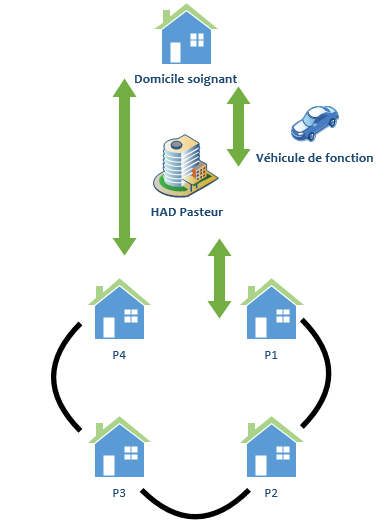 Domicile soignant
Véhicule de fonction
HAD Pasteur
P4
P1
P3
P2